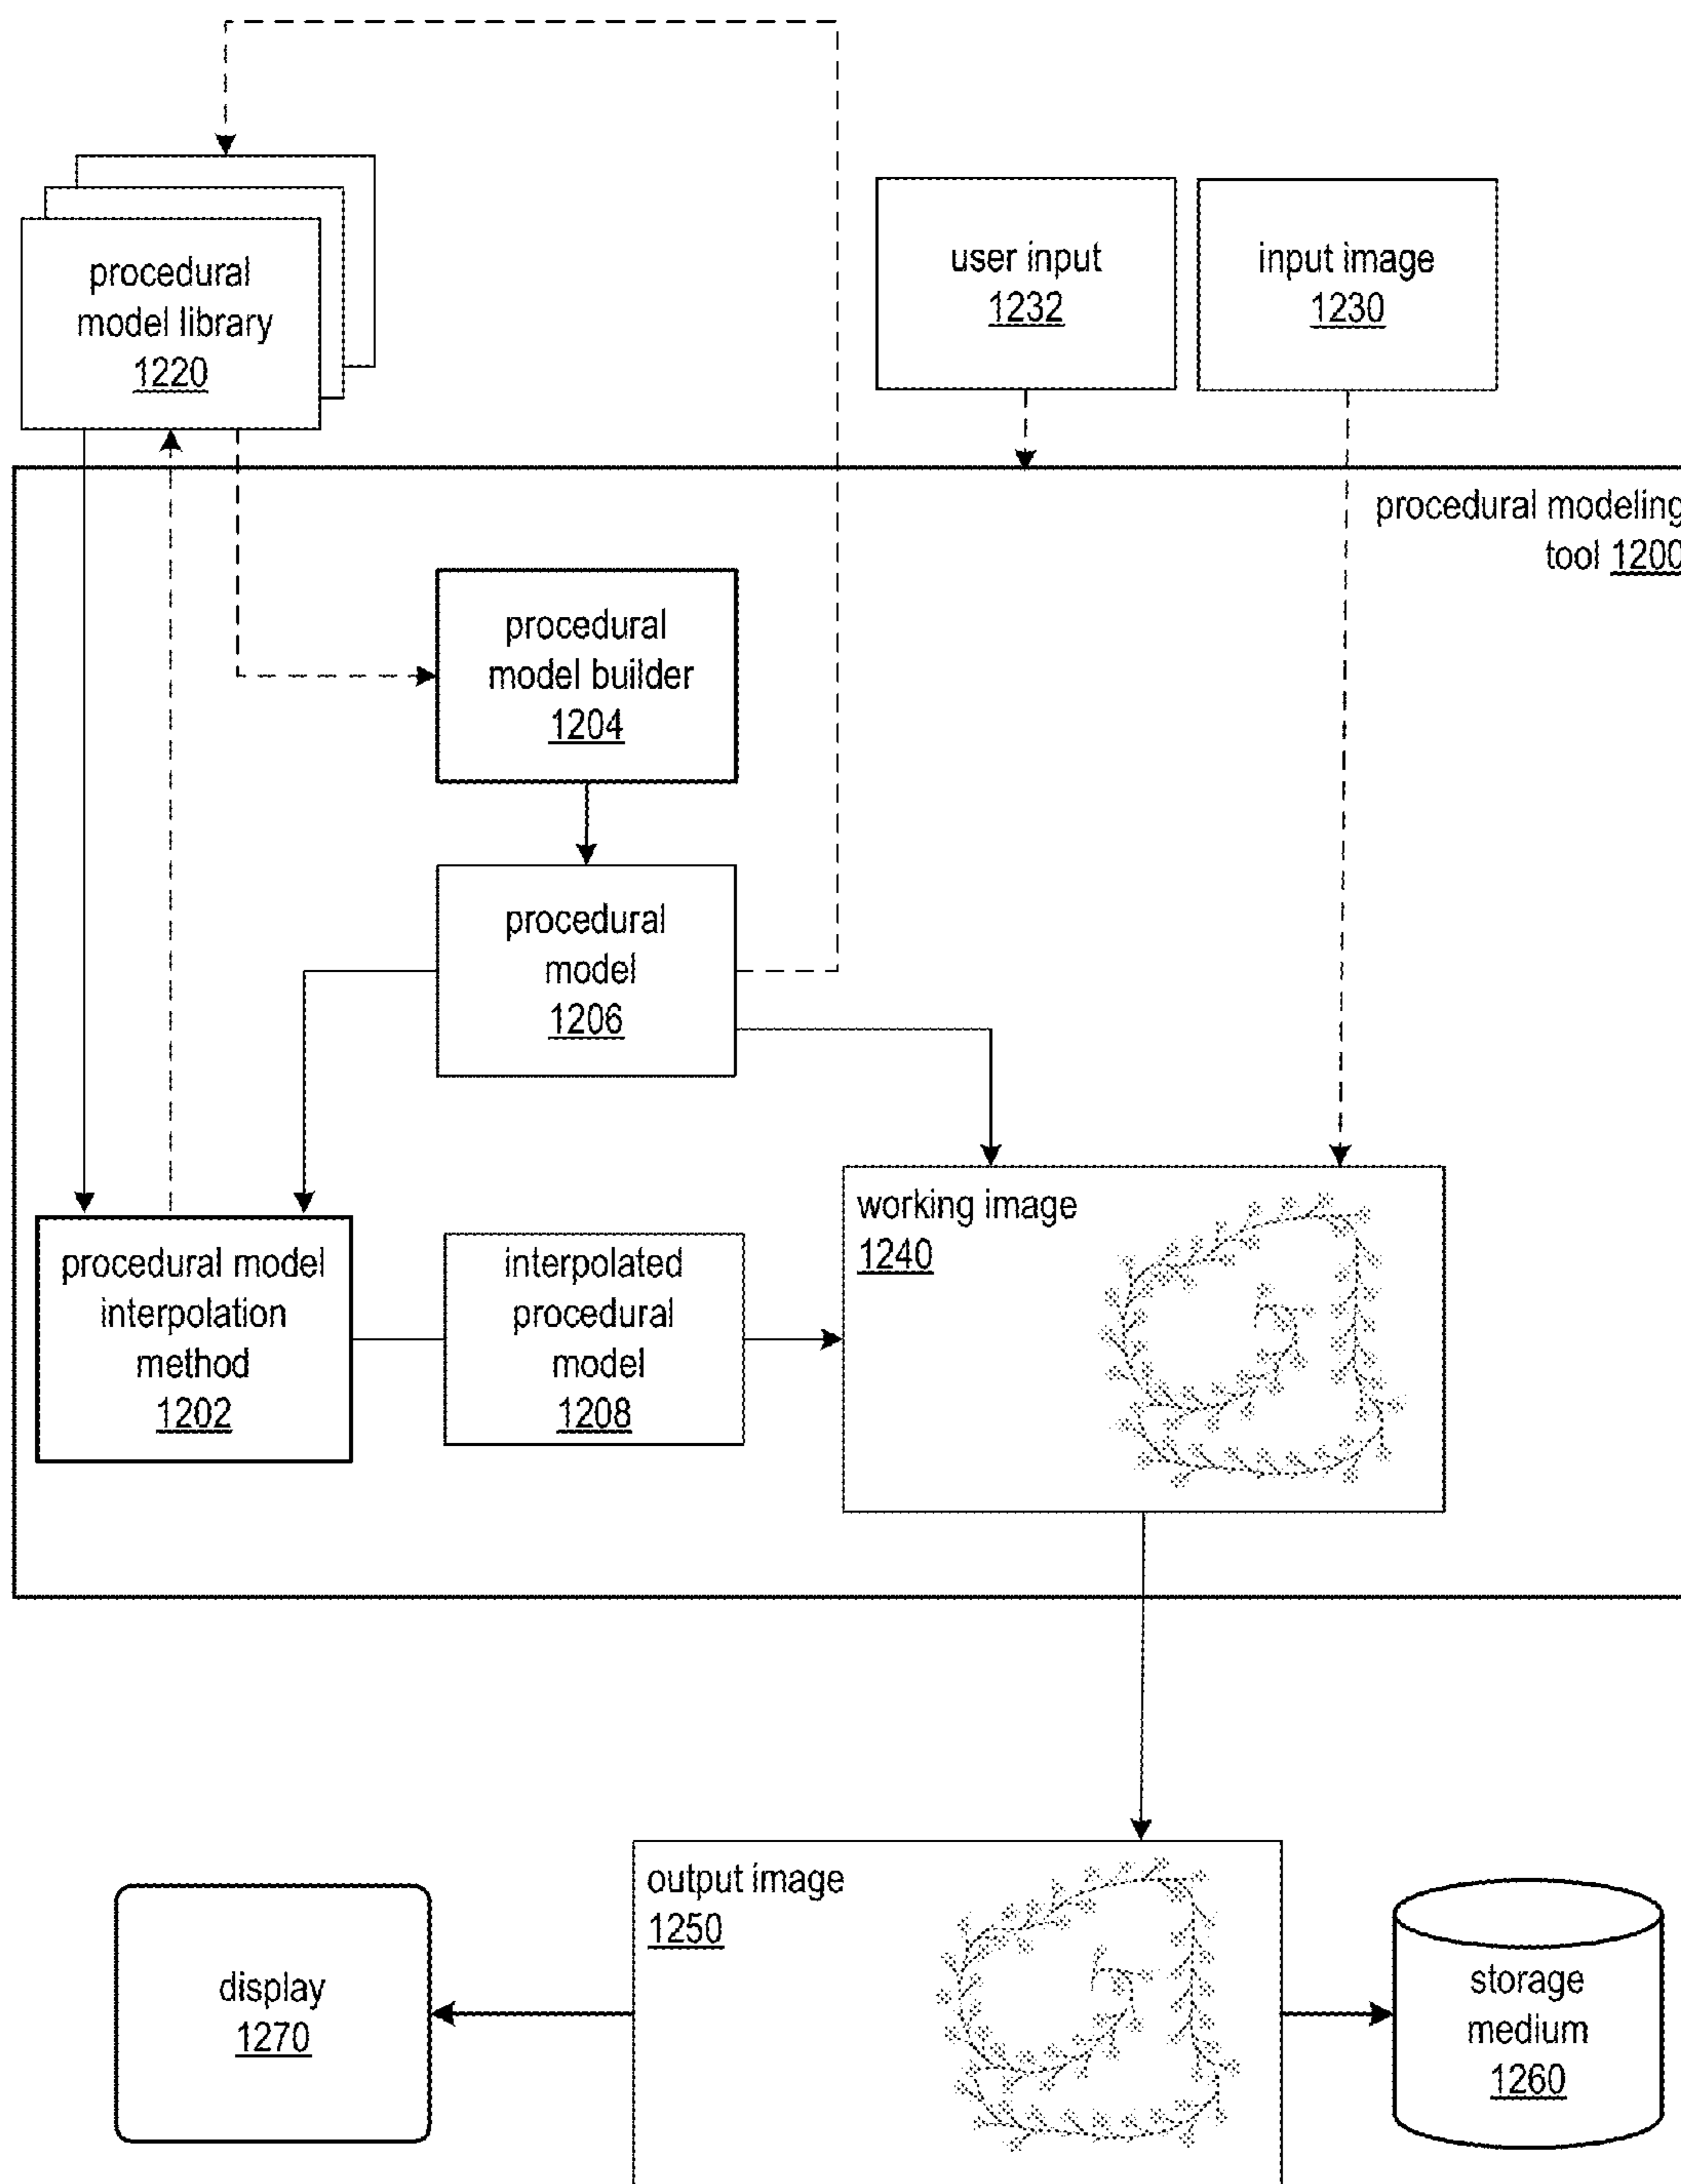 procedural
model library
1220
user input
1232
input image
1230
procedural modeling
tool 1200
procedural
model builder
1204
procedural
model
1206
procedural model
interpolation
method
1202
interpolated
procedural
model
1208
working image
1240
output image
1250
display
1270
storage
medium
1260